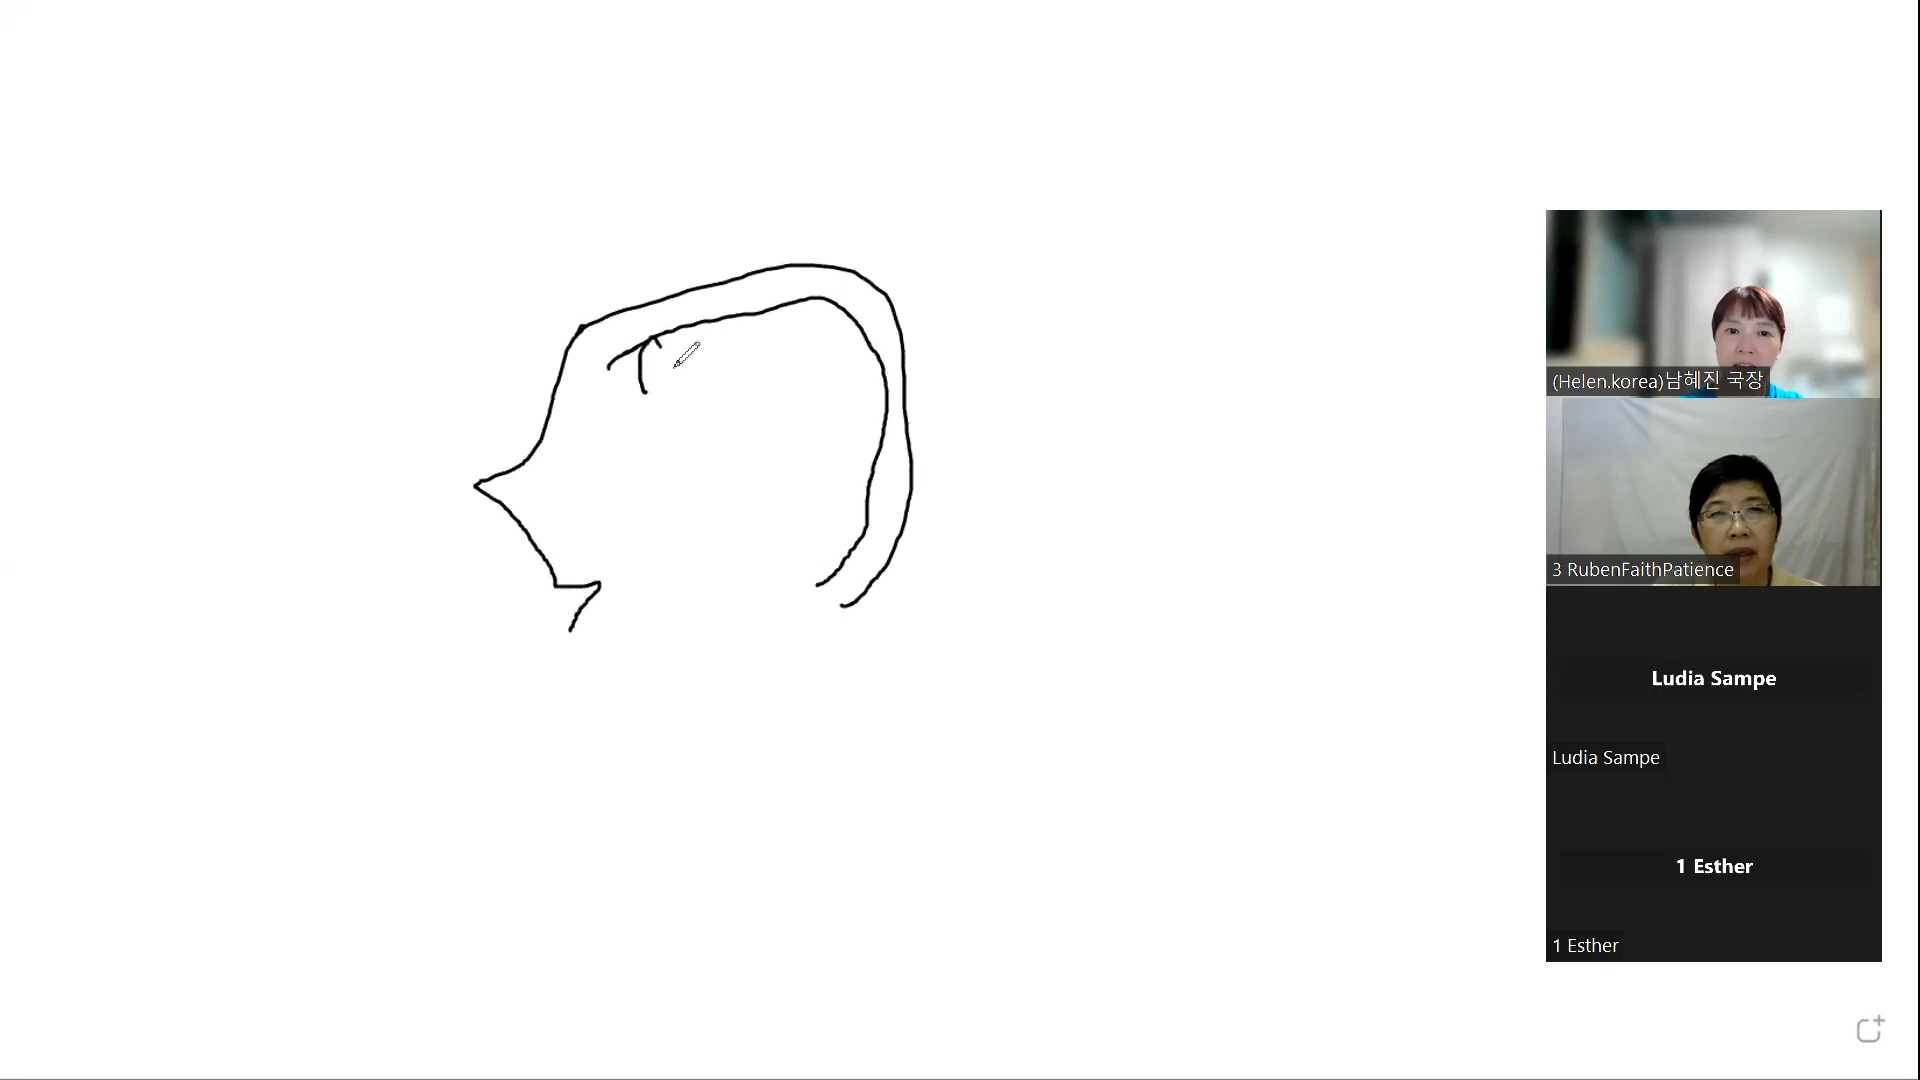 (Helen.korea)남혜진 국장
3 RubenFaithPatience
Ludia Sampe
Ludia Sampe
1 Esther
1 Esther